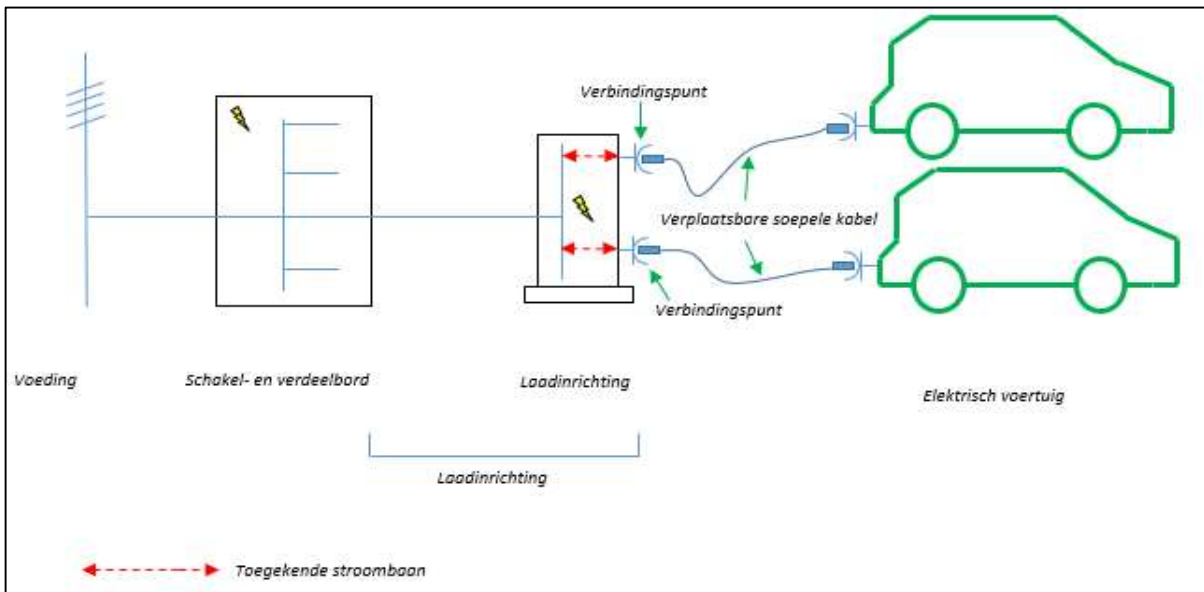 Verbindingspunt
Verplaatsbare soepele kabel
Verbindingspunt
Voeding
Schakel- en verdeelbord
Laadinrichting
Elektrisch voertuig
Laadinrichting
Toegekende stroombaan